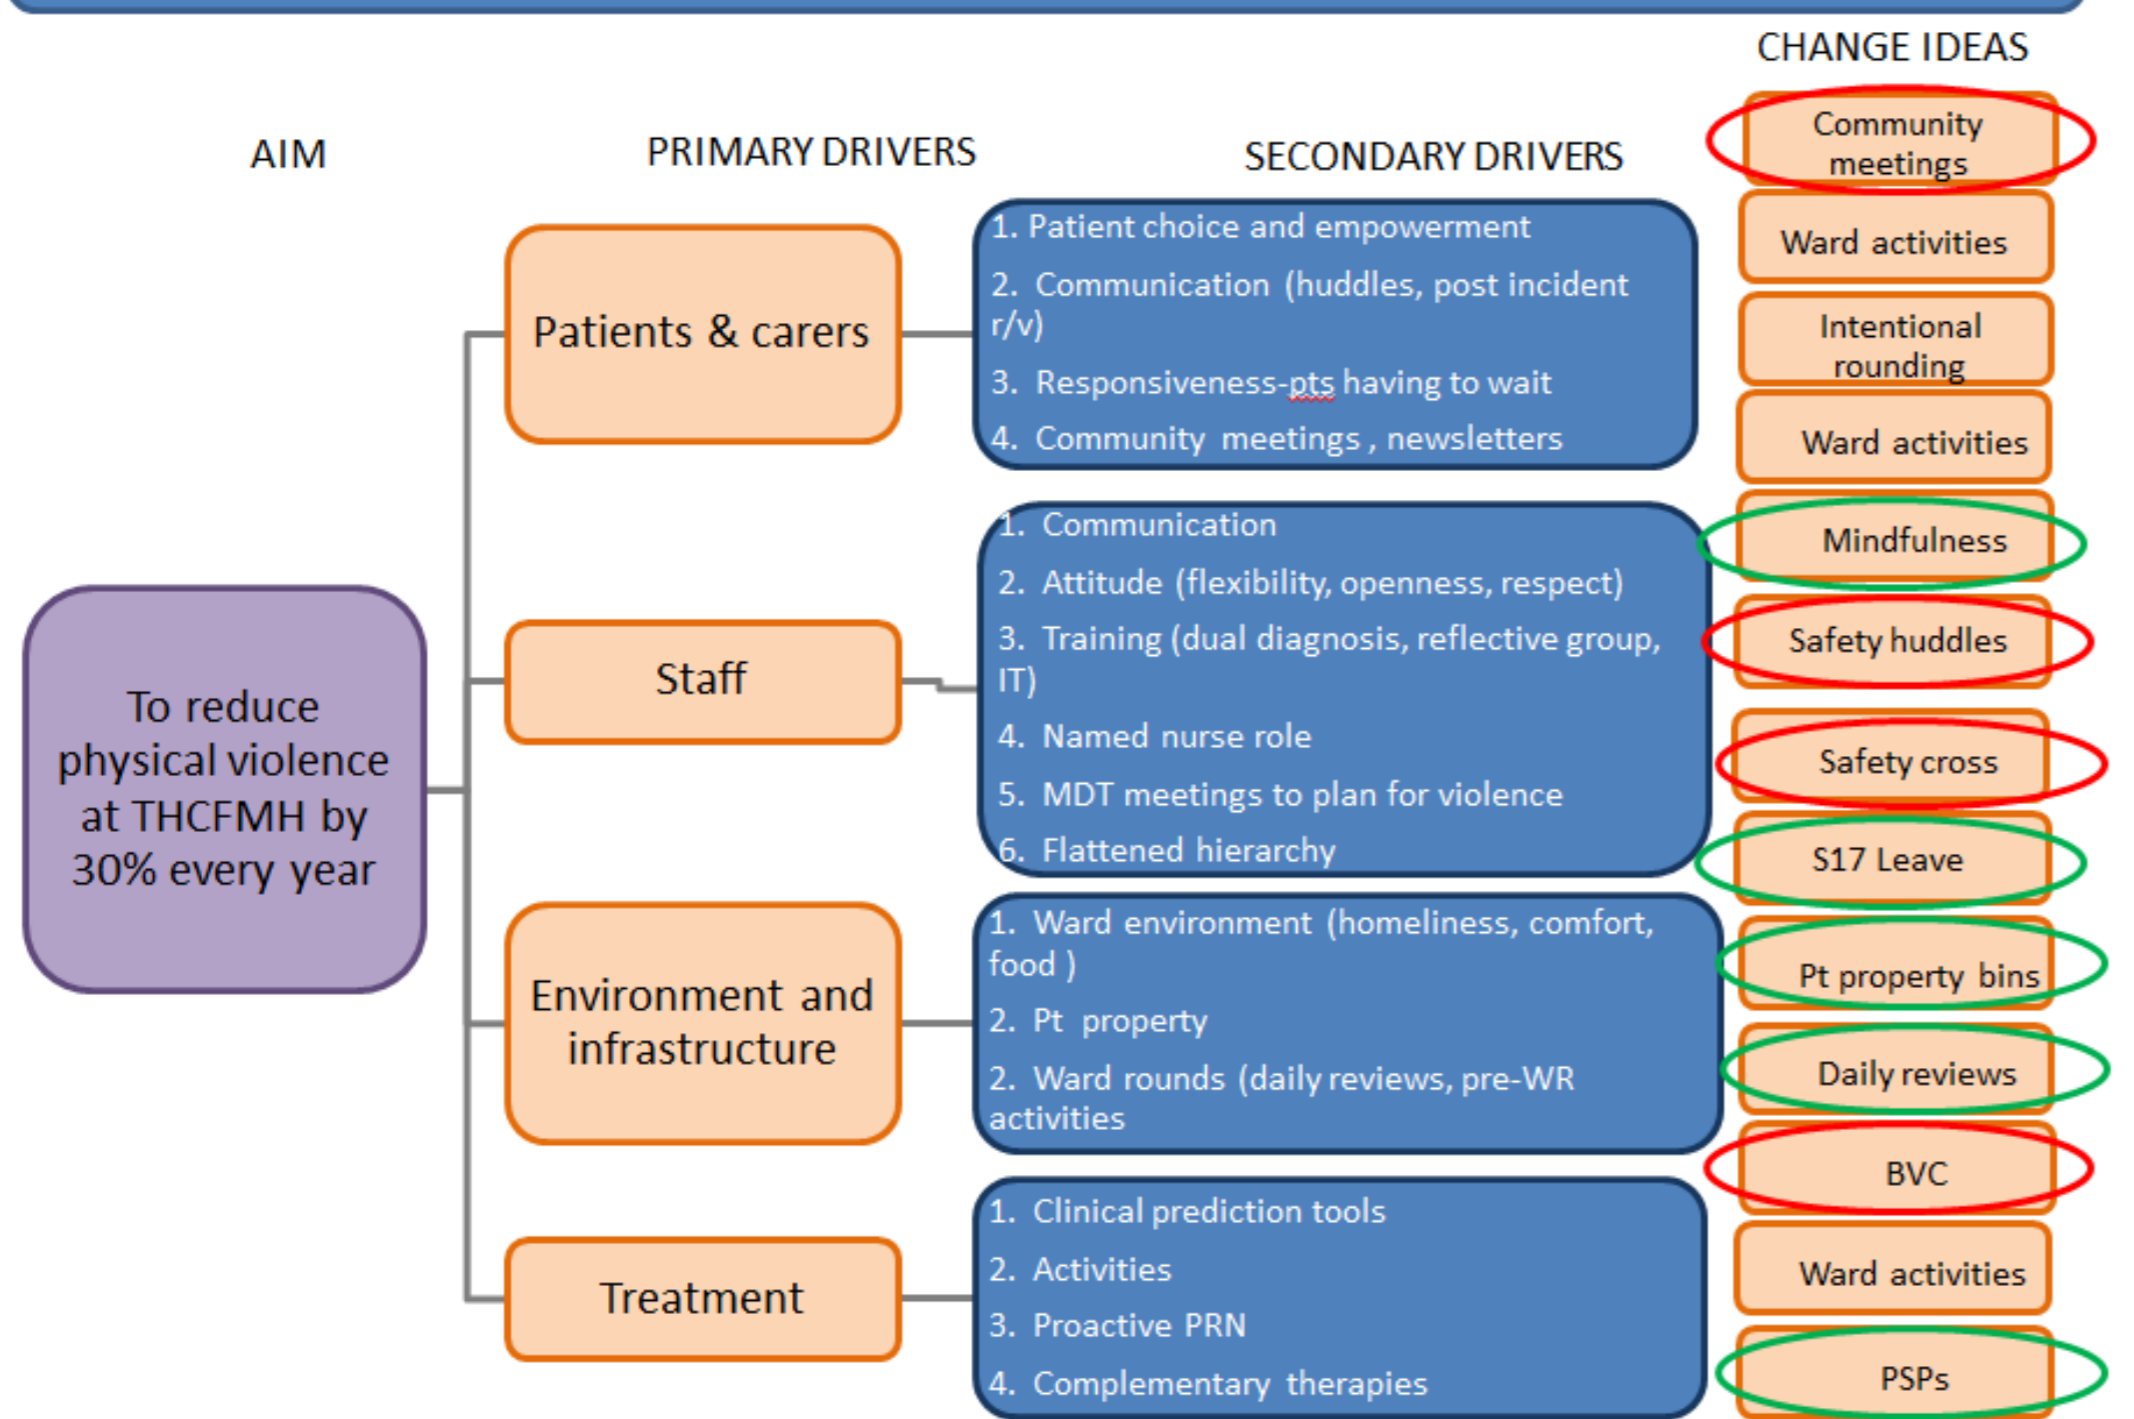 CHANGE IDEAS
AIM
PRIMARY DRIVERS
SECONDARY DRIVERS
To reduce
physical violence
at THCFMH by
30% every year
Patients & carers
Staff
Environment and
infrastructure
Treatment
1. Patient choice and empowerment
2. Communication (huddles, post incident
r/v)
3. Responsiveness-pts having to wait
4. Community meetings , newsletters
1. Communication
2. Attitude (flexibility, openness, respect)
3. Training (dual diagnosis, reflective group,
IT)
4. Named nurse role
5. MDT meetings to plan for violence
6. Flattened hierarchy
1. Ward environment (homeliness, comfort,
food )
2. Pt property
2. Ward rounds (daily reviews, pre-WR
activities
1. Clinical prediction tools
2. Activities
3. Proactive PRN
4. Complementary therapies
Community
meetings
Ward activities
Intentional
rounding
Ward activities
Mindfulness
Safety huddles
Safety cross
S17 Leave
Pt property bins
Daily reviews
BVC
Ward activities
PSPs